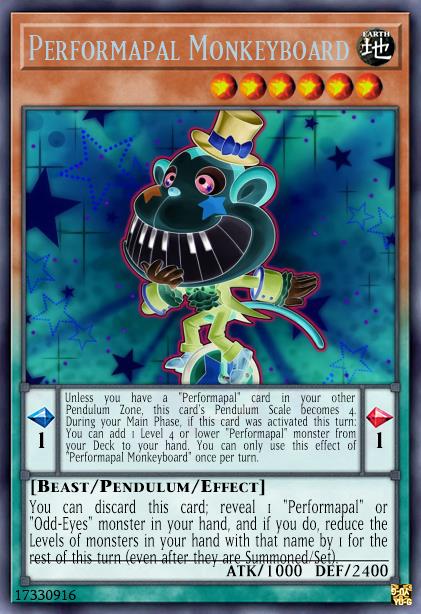 Performapal Monkeyboard
EARTH
地
Unless you have a "Performapal" card in your other
Pendulum Zone, this card's Pendulum Scale becomes 4.
During your Main Phase, if this card was activated this turn:
You can add 1 Level 4 or lower "Performapal" monster from
your Deck to your hand. You can only use this effect of
"Performapal Monkeyboard" once per turn.
1
1
[Beast/Pendulum/Effect]
You can discard this card; reveal 1 "Performapal" or
"Odd-Eyes" monster in your hand, and if you do, reduce the
Levels of monsters in your hand with that name by 1 for the
rest of this turn (even after they are Summoned/Set).
ATK/1000 DEF/2400
17330916